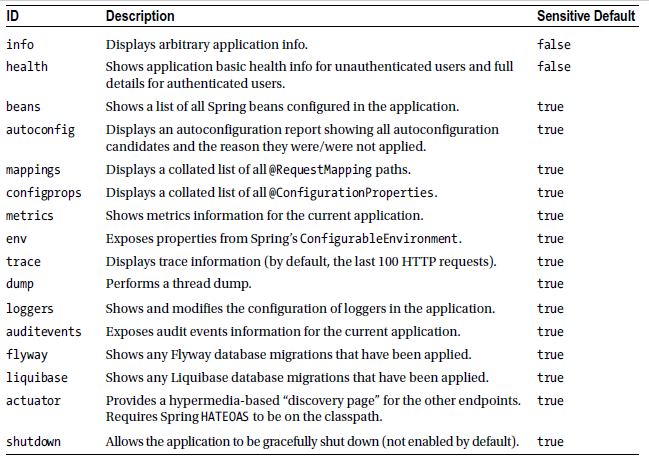 ID Description Sensitive Default
info Displays arbitrary application info. false
health Shows application basic health info for unauthenticated users and full false
details for authenticated users.
beans Shows a list of all Spring beans configured in the application. true
autoconfig Displays an autoconfiguration report showing all autoconfiguration true
candidates and the reason they were/were not applied.
mappings Displays a collated list of all @RequestMapping paths. true
configprops Displays a collated list of all @ConfigurationProperties. true
metrics Shows metrics information for the current application. true
env Exposes properties from Spring’s ConfigurableEnvironment. true
trace Displays trace information (by default, the last 100 HTTP requests). true
dump Performs a thread dump. true
loggers Shows and modifies the configuration of loggers in the application. true
auditevents Exposes audit events information for the current application. true
flyway Shows any Flyway database migrations that have been applied. true
liquibase Shows any Liquibase database migrations that have been applied. true
actuator Provides a hypermedia-based “discovery page” for the other endpoints. true
Requires Spring HATEOAS to be on the classpath.
shutdown Allows the application to be gracefully shut down (not enabled by default). true